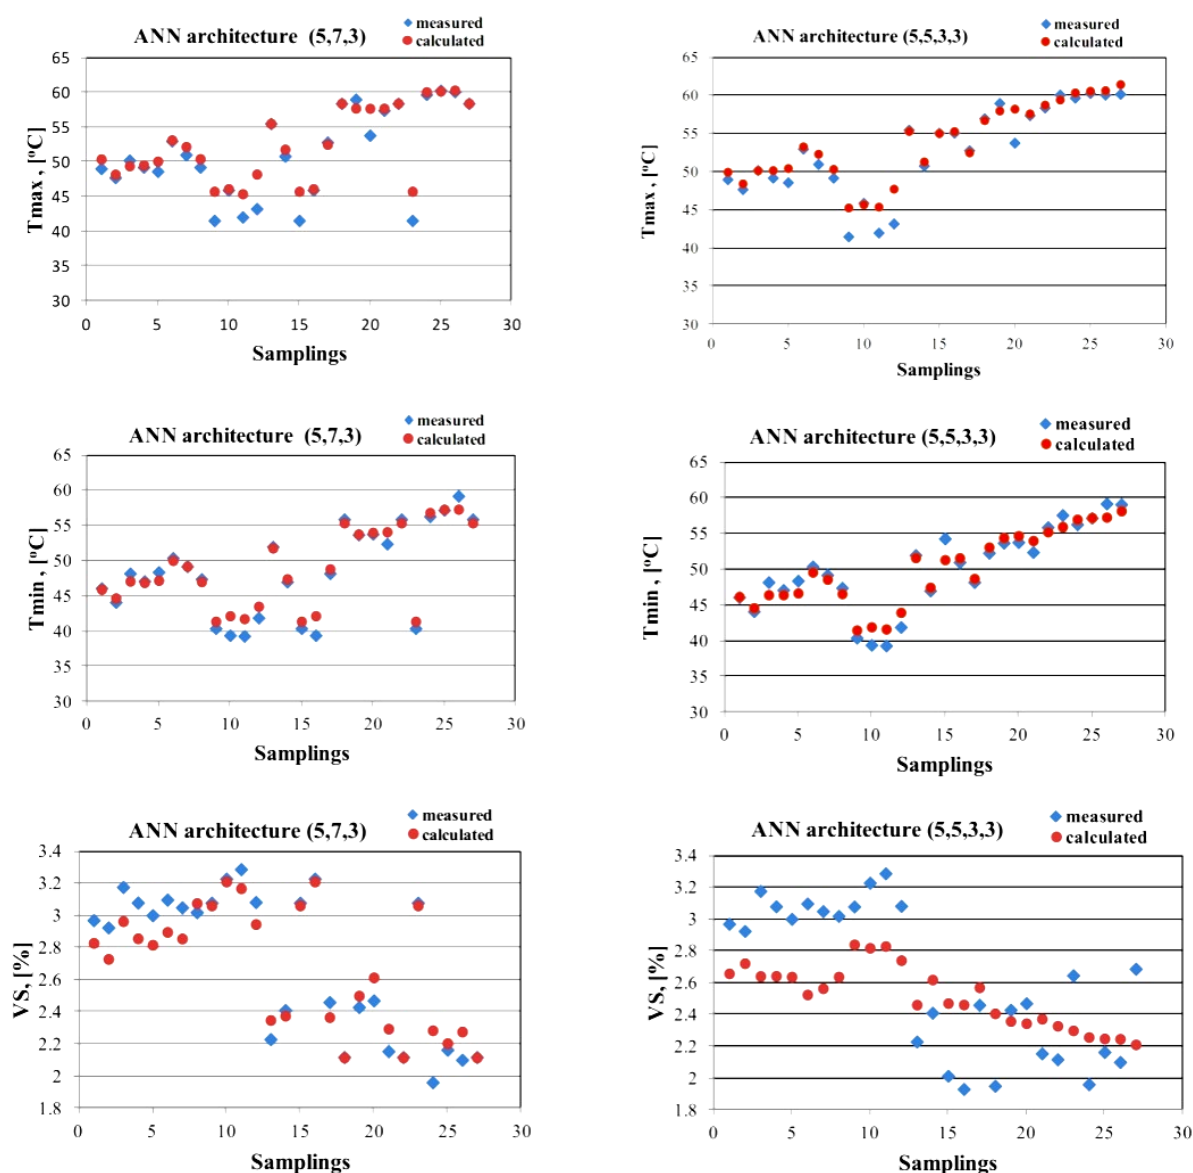 ANN architecture (5,7,3)
measured
calculated
Tmax , [ºC]
65
60
55
50
45
40
35
30
0 5 10 15 20 25 30
Samplings
ANN architecture (5,5,3,3)
measured
calculated
Tmax , [ºC]
65
60
55
50
45
40
35
30
0 5 10 15 20 25 30
Samplings
ANN architecture (5,7,3)
measured
calculated
Tmin , [ºC]
65
60
55
50
45
40
35
30
0 5 10 15 20 25 30
Samplings
ANN architecture (5,5,3,3)
measured
calculated
Tmin , [ºC]
65
60
55
50
45
40
35
30
0 5 10 15 20 25 30
Samplings
ANN architecture (5,7,3)
measured
calculated
VS, [%]
3.4
3.2
3
2.8
2.6
2.4
2.2
2
1.8
0 5 10 15 20 25 30
Samplings
ANN architecture (5,5,3,3)
measured
calculated
VS, [%]
3.4
3.2
3
2.8
2.6
2.4
2.2
2
1.8
0 5 10 15 20 25 30
Samplings